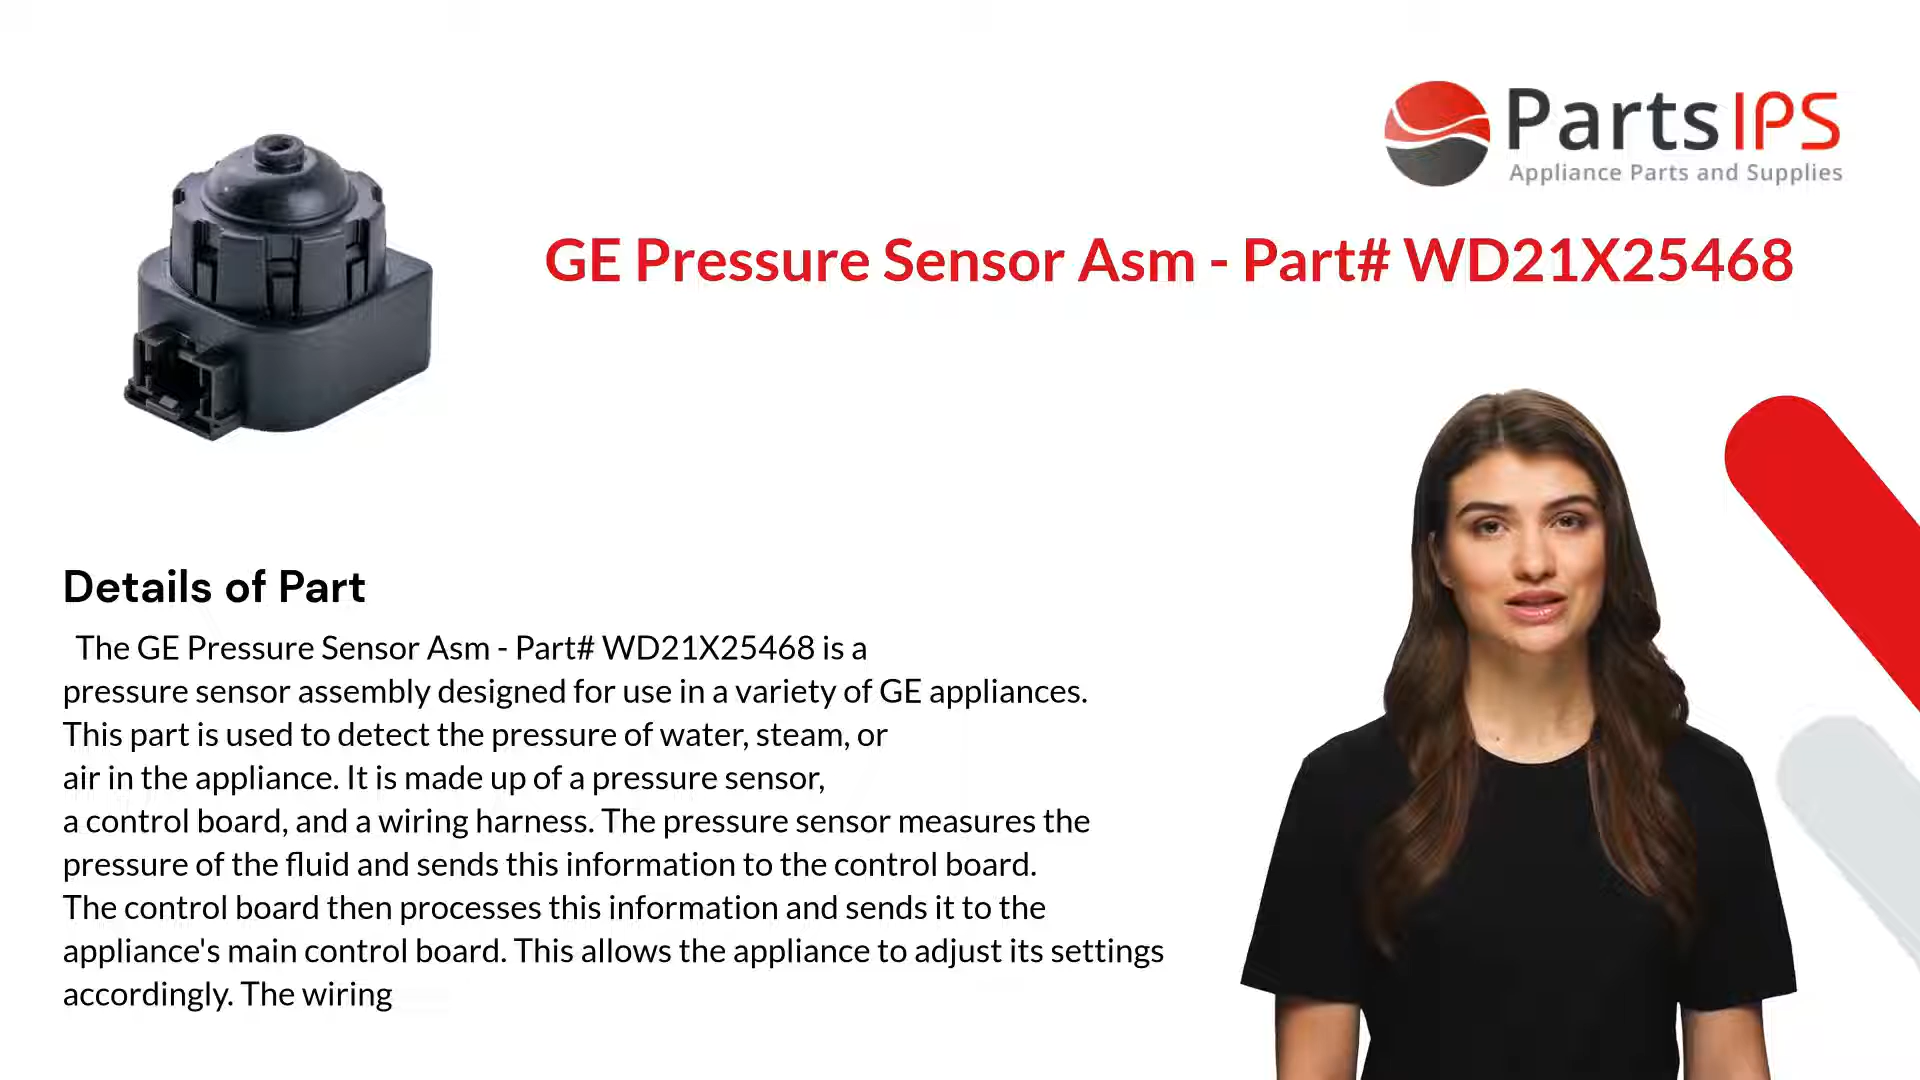 Parts IPS
Appliance Parts and Supplies
GE Pressure Sensor Asm - Part# WD21X25468
Details of Part
The GE Pressure Sensor Asm - Part# WD21X25468 is a
pressure sensor assembly designed for use in a variety of GE appliances.
This part is used to detect the pressure of water, steam, or
air in the appliance. It is made up of a pressure sensor,
a control board, and a wiring harness. The pressure sensor measures the
pressure of the fluid and sends this information to the control board.
The control board then processes this information and sends it to the
appliance's main control board. This allows the appliance to adjust its settings
accordingly. The wiring